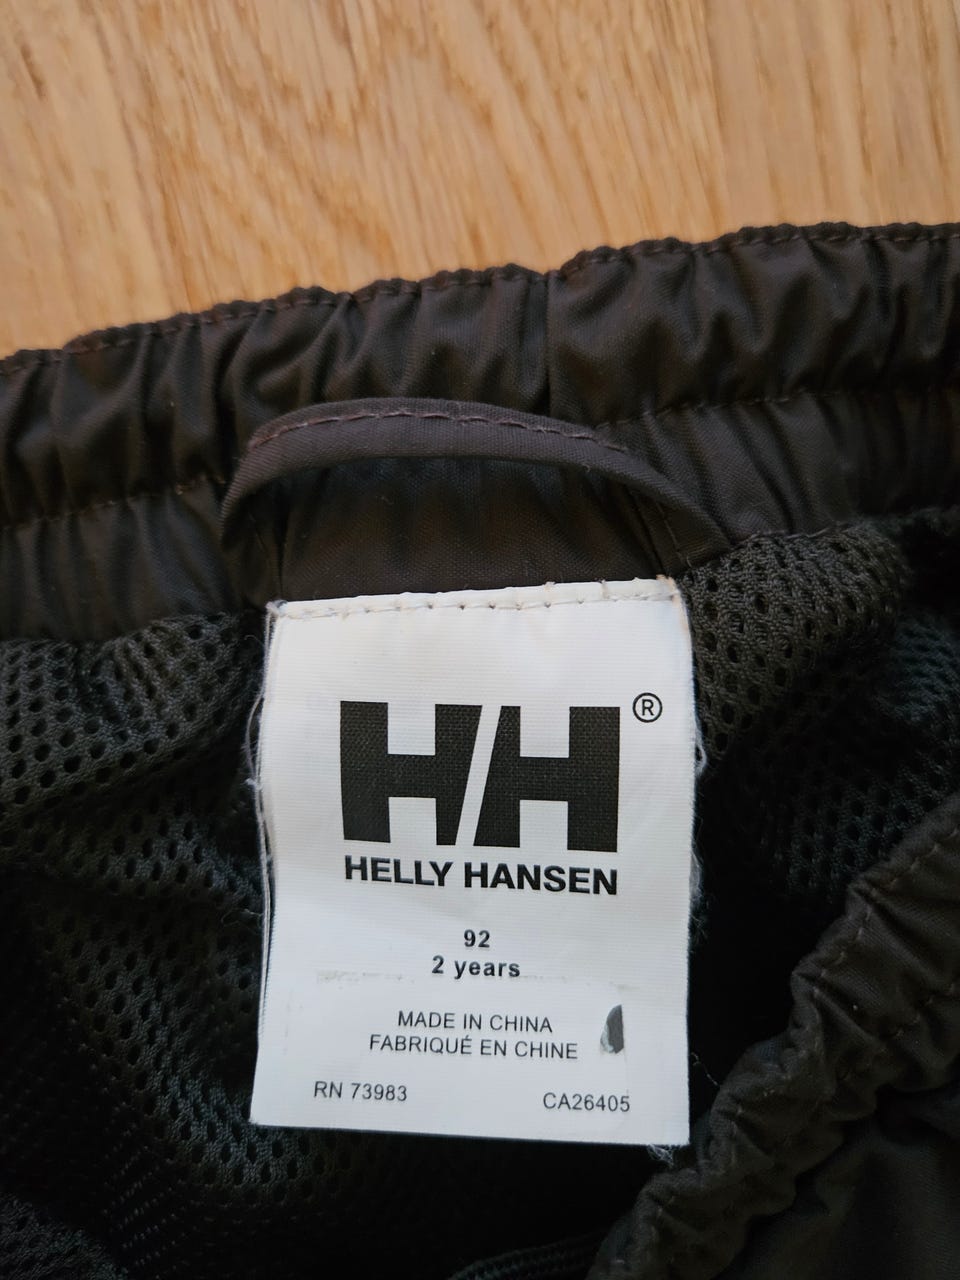 HH®
HELLY HANSEN
92
2 years
MADE IN CHINA
FABRIQUÉ EN CHINE
RN 73983
CA26405